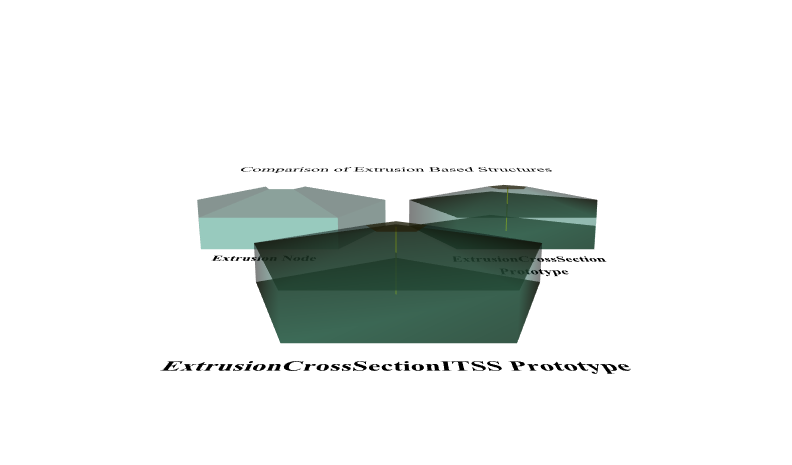 Comparison of Extrusion Based Structures
Extrusion Node
ExtrusionCrossSection
Prototype
ExtrusionCrossSectionITSS Prototype